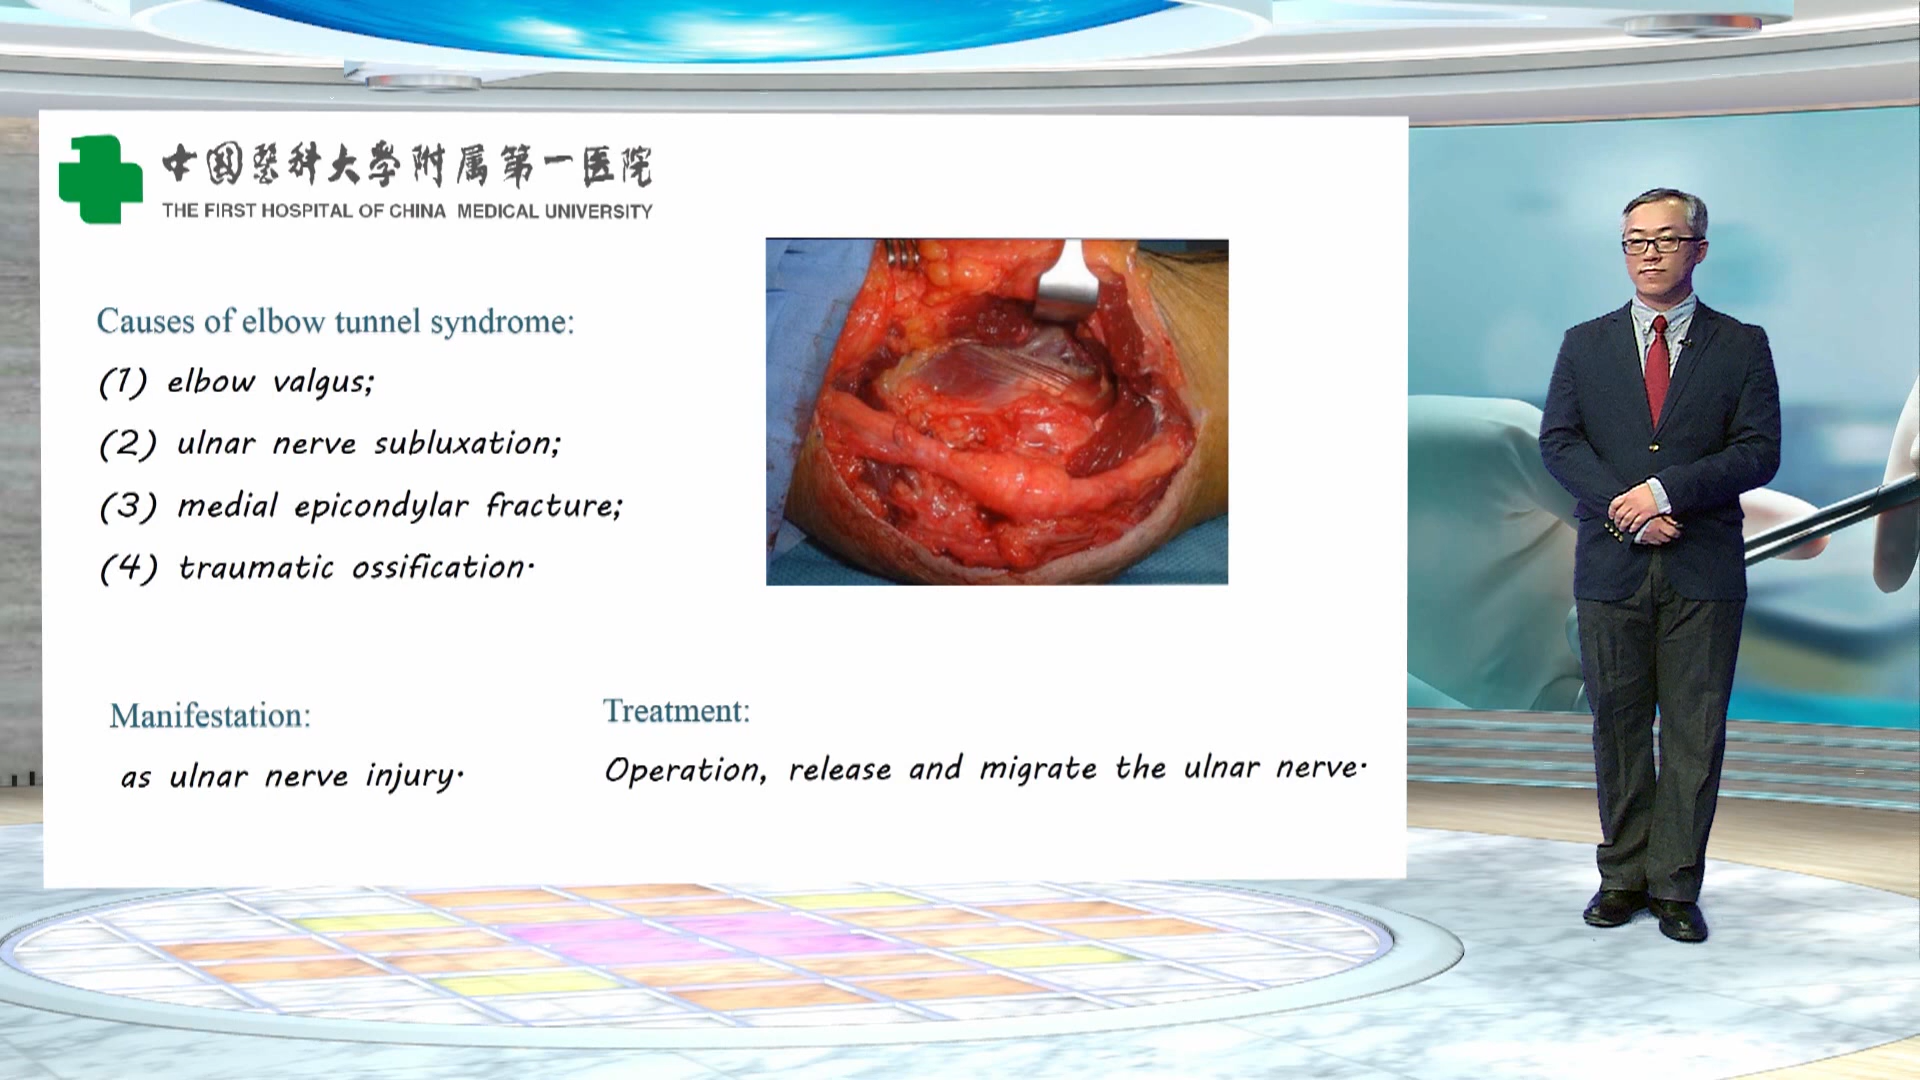 中国醫科大學附属第一医院
THE FIRST HOSPITAL OF CHINA MEDICAL UNIVERSITY
Causes of elbow tunnel syndrome:
(1) elbow valgus;
(2) ulnar nerve subluxation;
(3) medial epicondylar fracture;
(4) traumatic ossification.
Manifestation:
as ulnar nerve injury.
Treatment:
Operation, release and migrate the ulnar nerve.